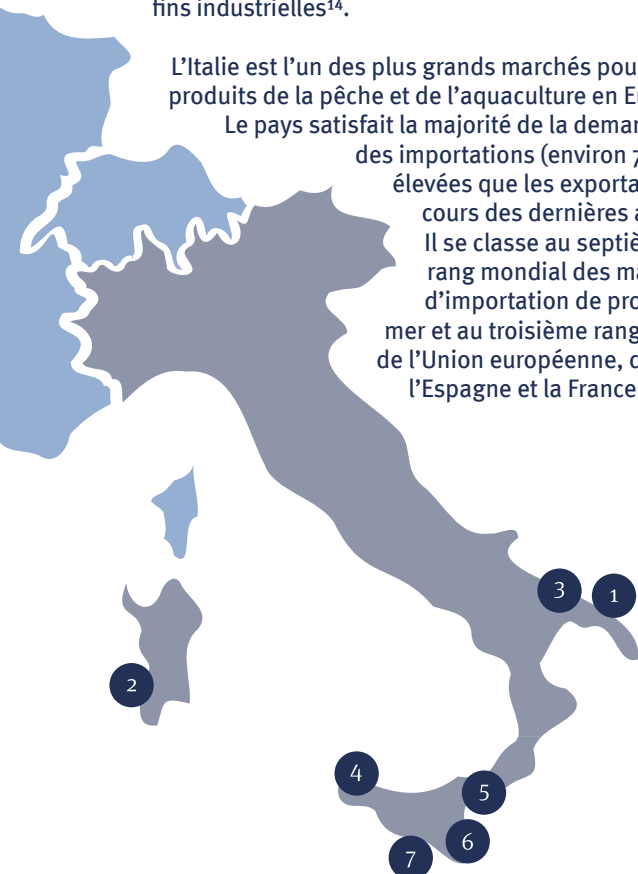 fins industrielles¹⁴.
L’Italie est l’un des plus grands marchés pou
produits de la pêche et de l’aquaculture en E
Le pays satisfait la majorité de la deman
des importations (environ 7
élevées que les exporta
cours des dernières a
Il se classe au septiè
rang mondial des ma
d’importation de pro
mer et au troisième rang
de l’Union européenne, d
l’Espagne et la France
3
1
2
4
5
6
7